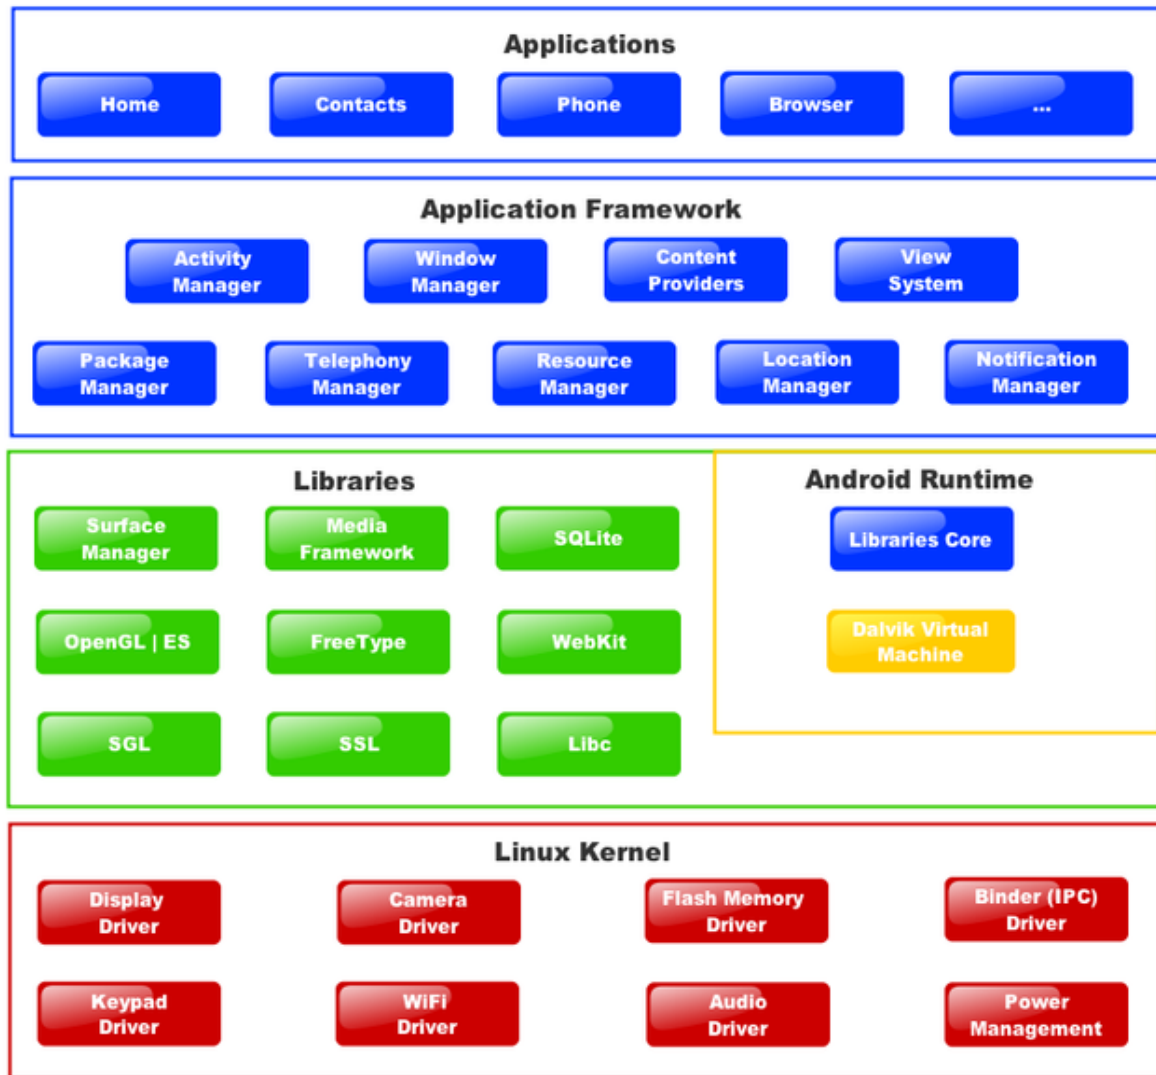 Applications
Home
Contacts
Phone
Browser
...
Application Framework
Activity
Manager
Window
Manager
Content
Providers
View
System
Package
Manager
Telephony
Manager
Resource
Manager
Location
Manager
Notification
Manager
Libraries
Surface
Manager
Media
Framework
SQLite
OpenGL | ES
FreeType
WebKit
SGL
SSL
Libc
Android Runtime
Libraries Core
Dalvik Virtual
Machine
Linux Kernel
Display
Driver
Camera
Driver
Flash Memory
Driver
Binder (IPC)
Driver
Keypad
Driver
WiFi
Driver
Audio
Driver
Power
Management